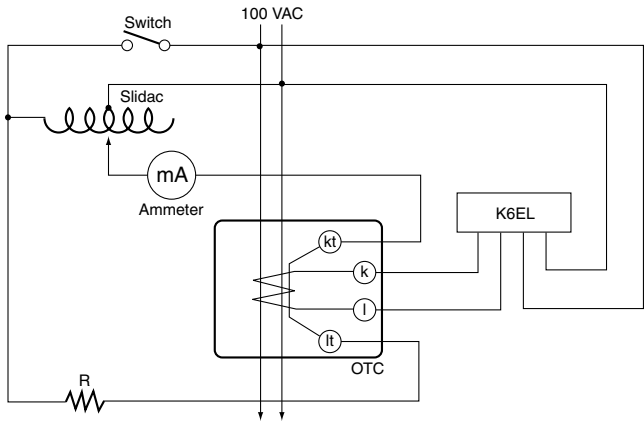 100 VAC
Switch
Slidac
mA
Ammeter
K6EL
kt
k
l
lt
OTC
R